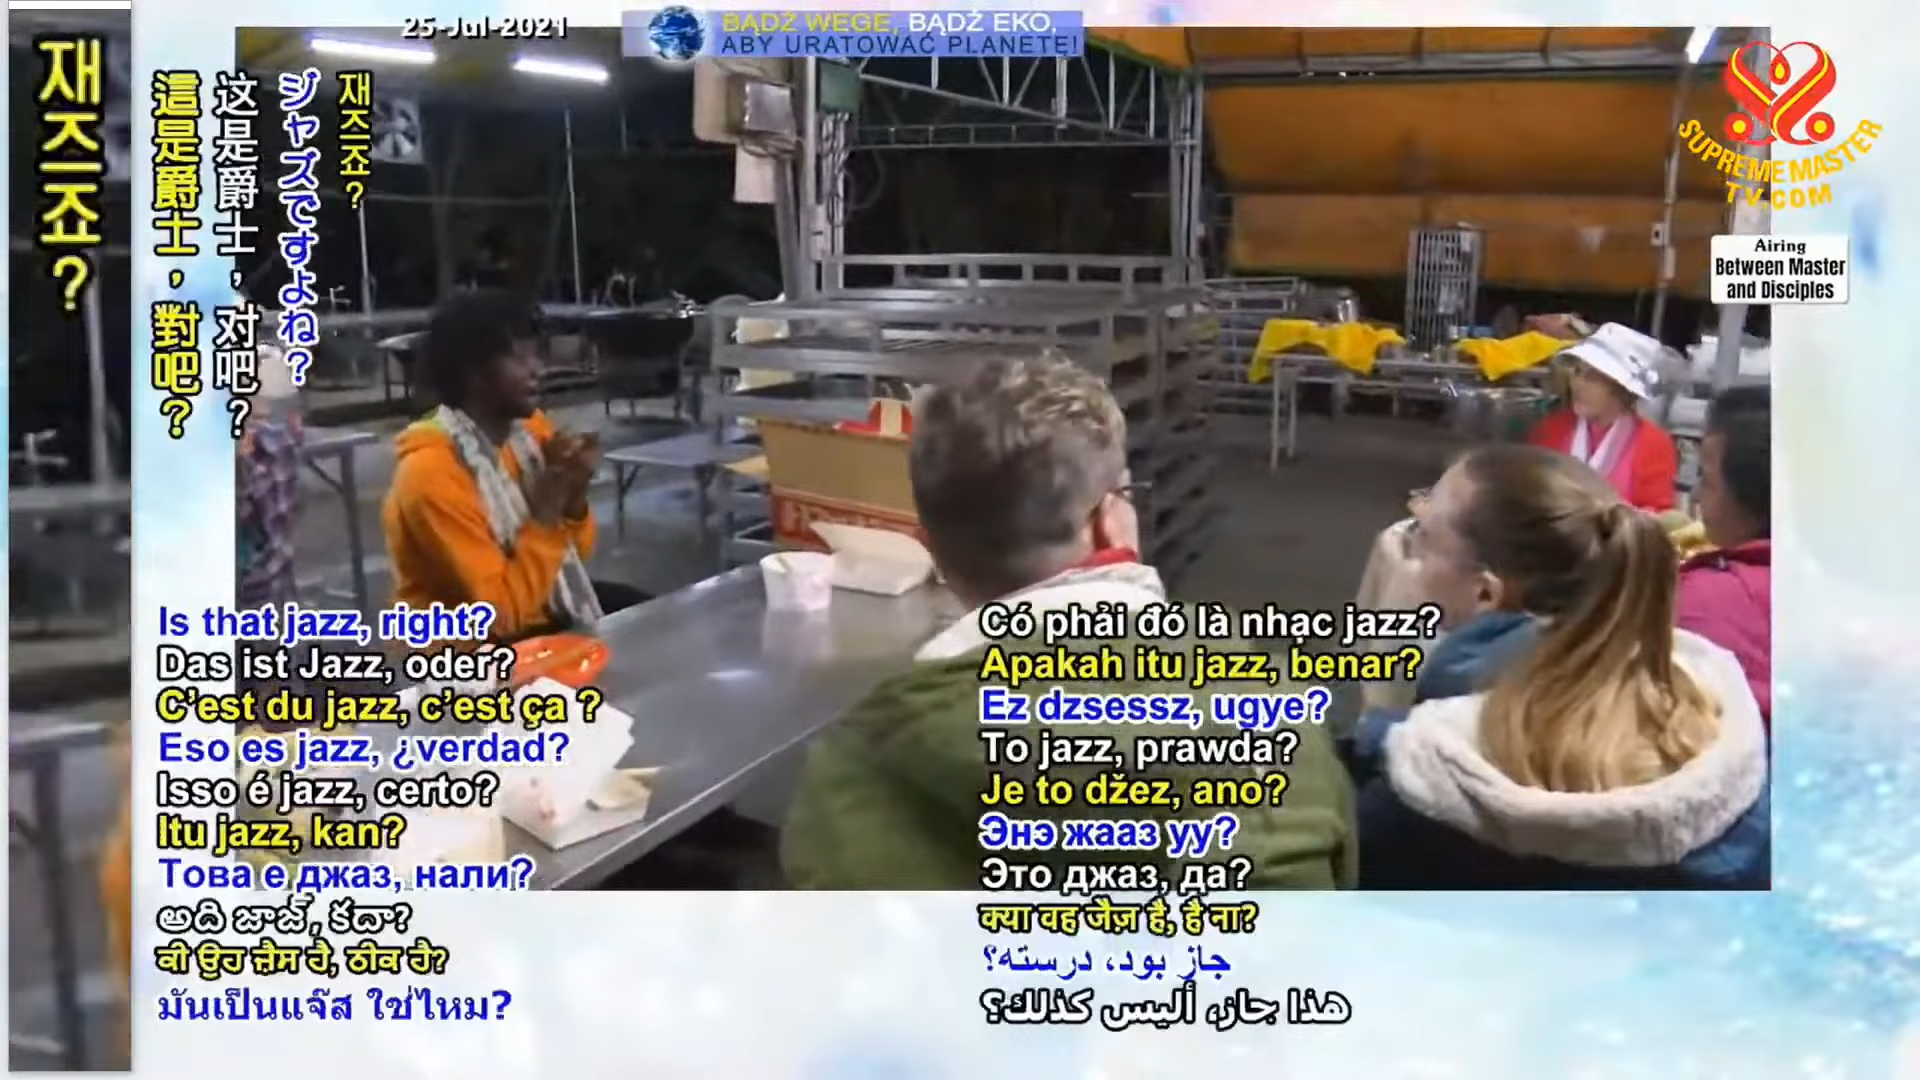 25-Jul-2021
BĄDŹ WEGE, BĄDŹ EKO,
ABY URATOWAĆ PLANETĘ!
SUPREME MASTER
TV.COM
Airing
Between Master
and Disciples
재즈죠?
這是爵士，對吧？
这是爵士，对吧？
ジャズですよね？
재즈죠?
Is that jazz, right?
Das ist Jazz, oder?
C’est du jazz, c’est ça ?
Eso es jazz, ¿verdad?
Isso é jazz, certo?
Itu jazz, kan?
Това е джаз, нали?
అది జాజ్, కదా?
ਕੀ ਉਹ ਜ਼ੈਸ ਹੈ, ਠੀਕ ਹੈ?
มันเป็นแจ๊ส ใช่ไหม?
Có phải đó là nhạc jazz?
Apakah itu jazz, benar?
Ez dzsessz, ugye?
To jazz, prawda?
Je to džez, ano?
Энэ жааз уу?
Это джаз, да?
क्या वह जैज़ है, है ना?
جاز بود، درسته؟
هذا جاز، أليس كذلك؟